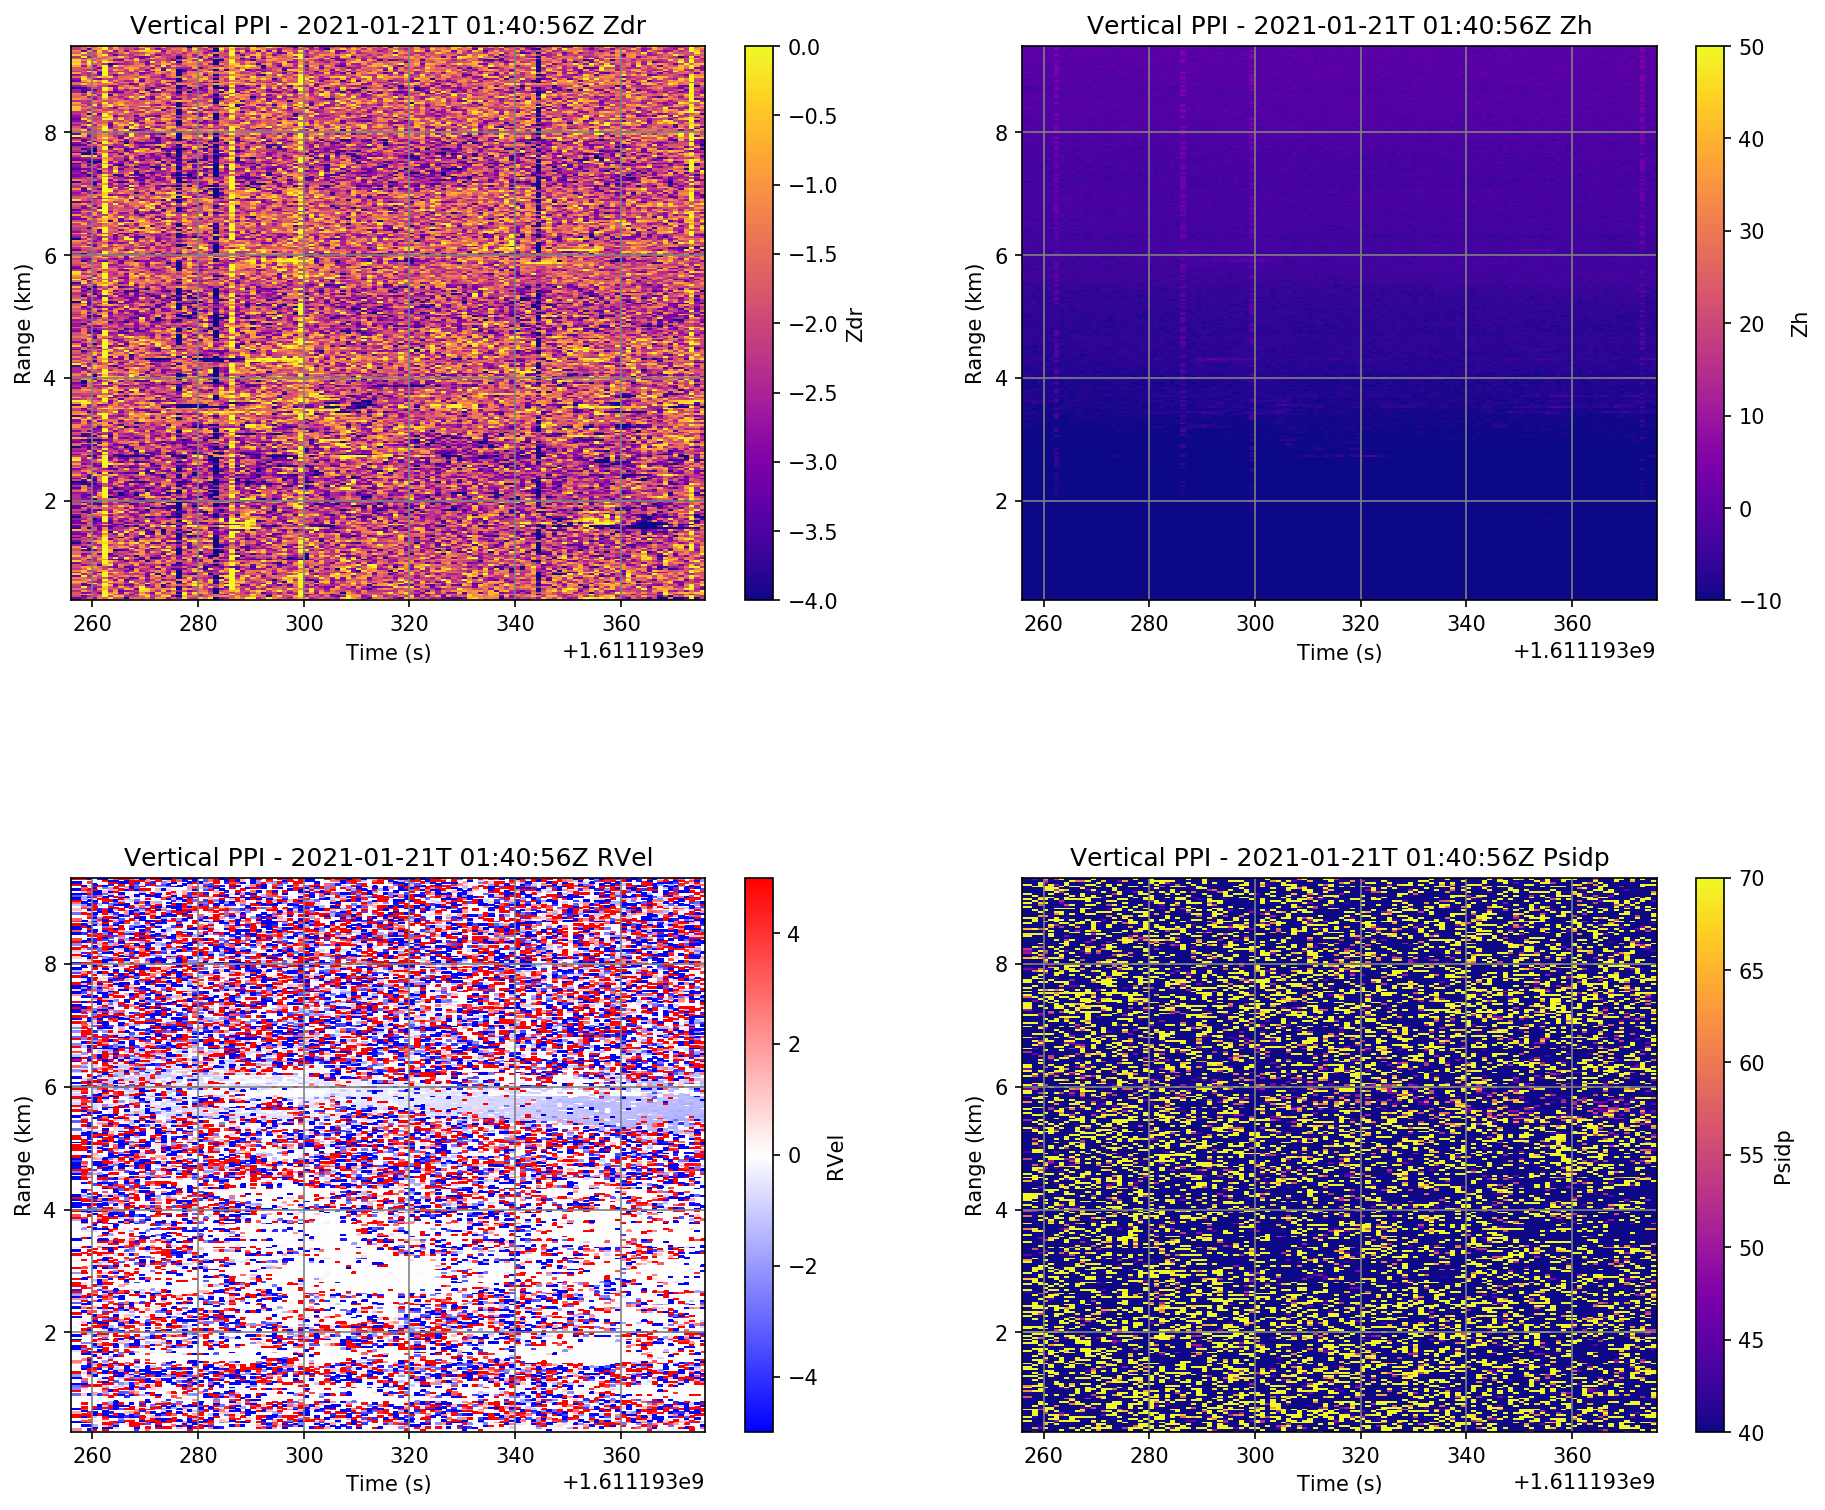 Vertical PPI - 2021-01-21T 01:40:56Z Zdr
Range (km)
8
6
4
2
260 280 300 320 340 360
Time (s)
+1.611193e9
0.0
−0.5
−1.0
−1.5
−2.0
−2.5
−3.0
−3.5
−4.0
Zdr
Vertical PPI - 2021-01-21T 01:40:56Z Zh
Range (km)
8
6
4
2
260 280 300 320 340 360
Time (s)
+1.611193e9
50
40
30
20
10
0
−10
Zh
Vertical PPI - 2021-01-21T 01:40:56Z RVel
Range (km)
8
6
4
2
260 280 300 320 340 360
Time (s)
+1.611193e9
4
2
0
−2
−4
RVel
Vertical PPI - 2021-01-21T 01:40:56Z Psidp
Range (km)
8
6
4
2
260 280 300 320 340 360
Time (s)
+1.611193e9
70
65
60
55
50
45
40
Psidp